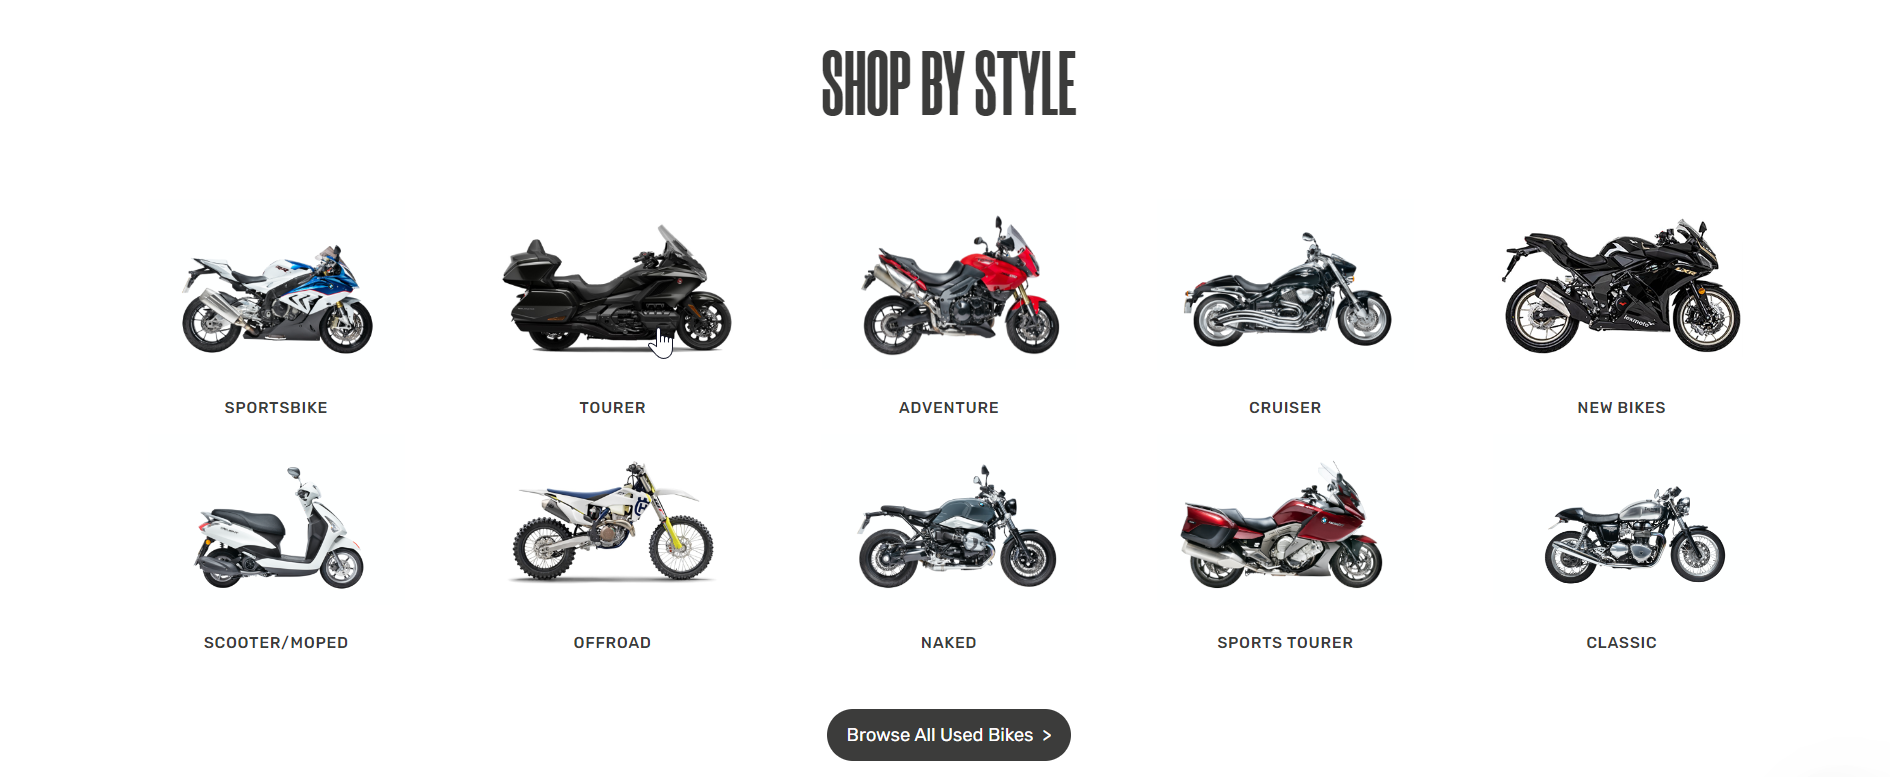 SHOP BY STYLE
SPORTSBIKE
TOURER
ADVENTURE
CRUISER
lexmoto
NEW BIKES
SCOOTER/MOPED
OFFROAD
NAKED
SPORTS TOURER
CLASSIC
Browse All Used Bikes >